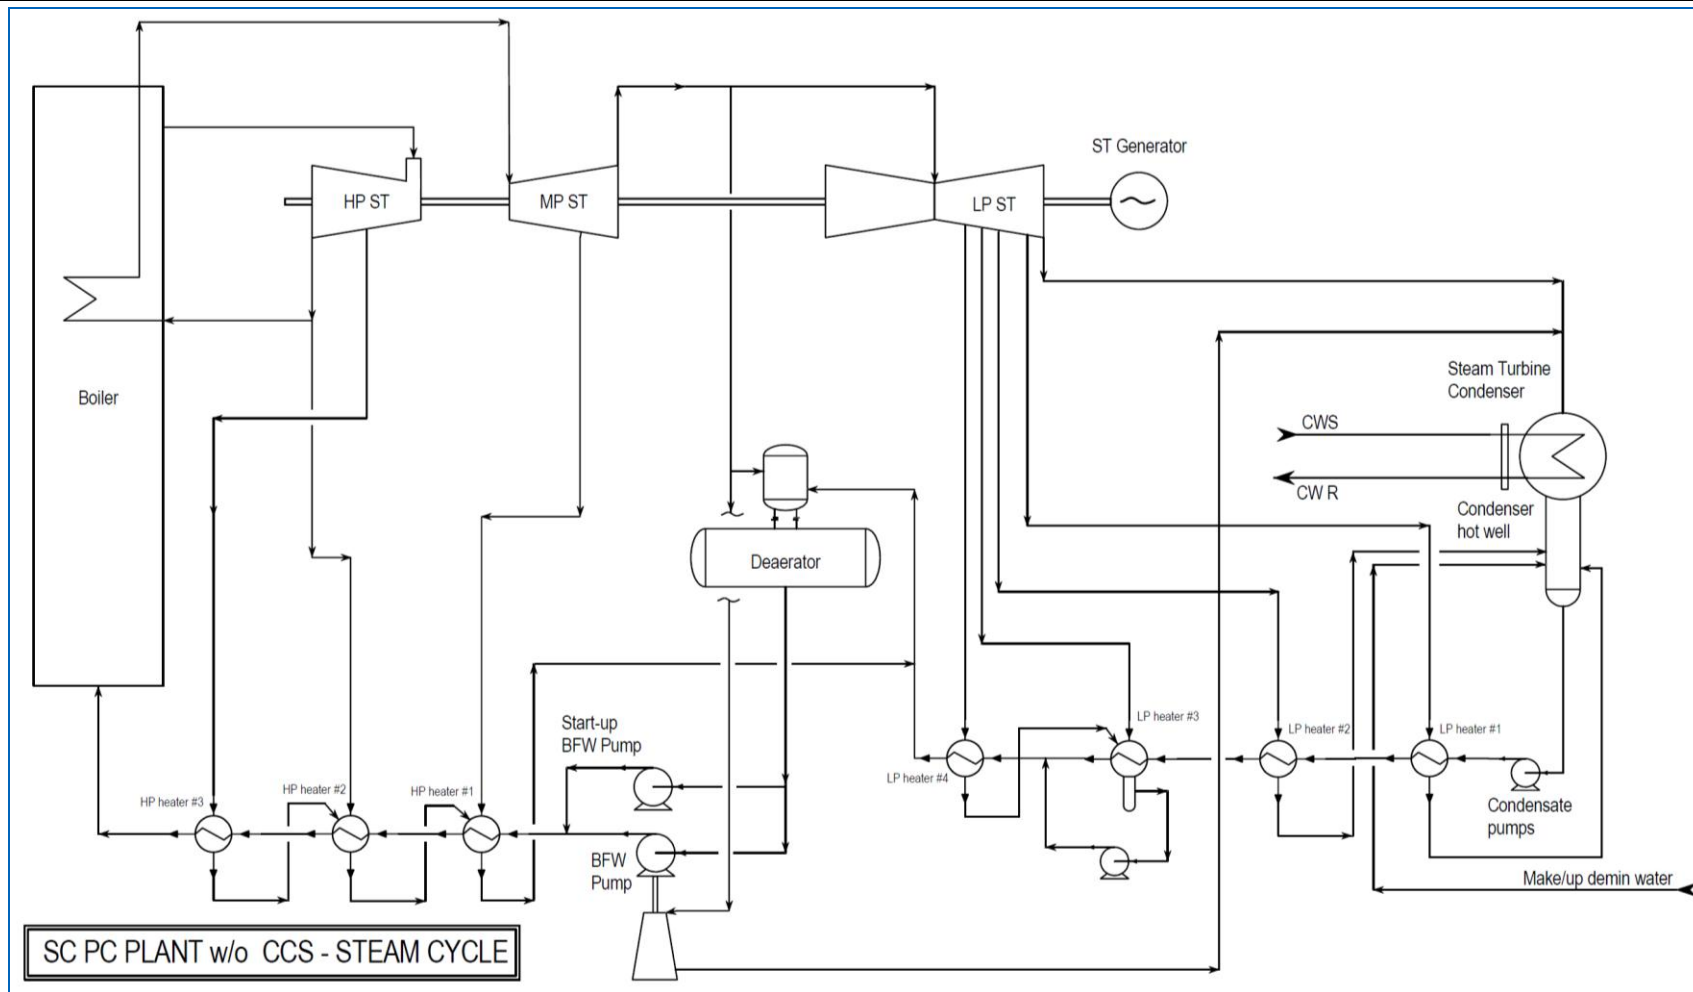 ST Generator
HP ST
MP ST
LP ST
Steam Turbine
Condenser
Boiler
CWS
CW R
Condenser
hot well
Deaerator
Start-up
BFW Pump
LP heater #3
LP heater #2
LP heater #1
LP heater #4
HP heater #3
HP heater #2
HP heater #1
Condensate
pumps
BFW
Pump
Make/up demin water
SC PC PLANT w/o CCS - STEAM CYCLE